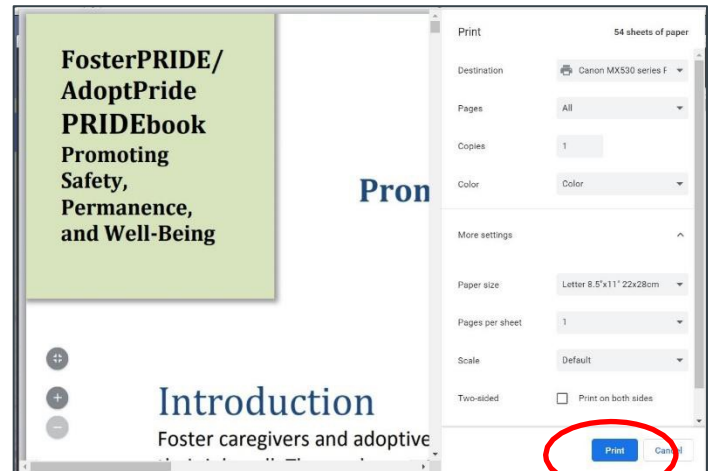 FosterPRIDE/
AdoptPride
PRIDEbook
Promoting
Safety,
Permanence,
and Well-Being
Pron
Introduction
Foster caregivers and adoptive
Print
54 sheets of paper
Destination
Canon MX530 series F
Pages
All
Copies
1
Color
Color
More settings
Paper size
Letter 8.5"x11" 22x28cm
Pages per sheet
1
Scale
Default
Two-sided
Print on both sides
Print
Cancel